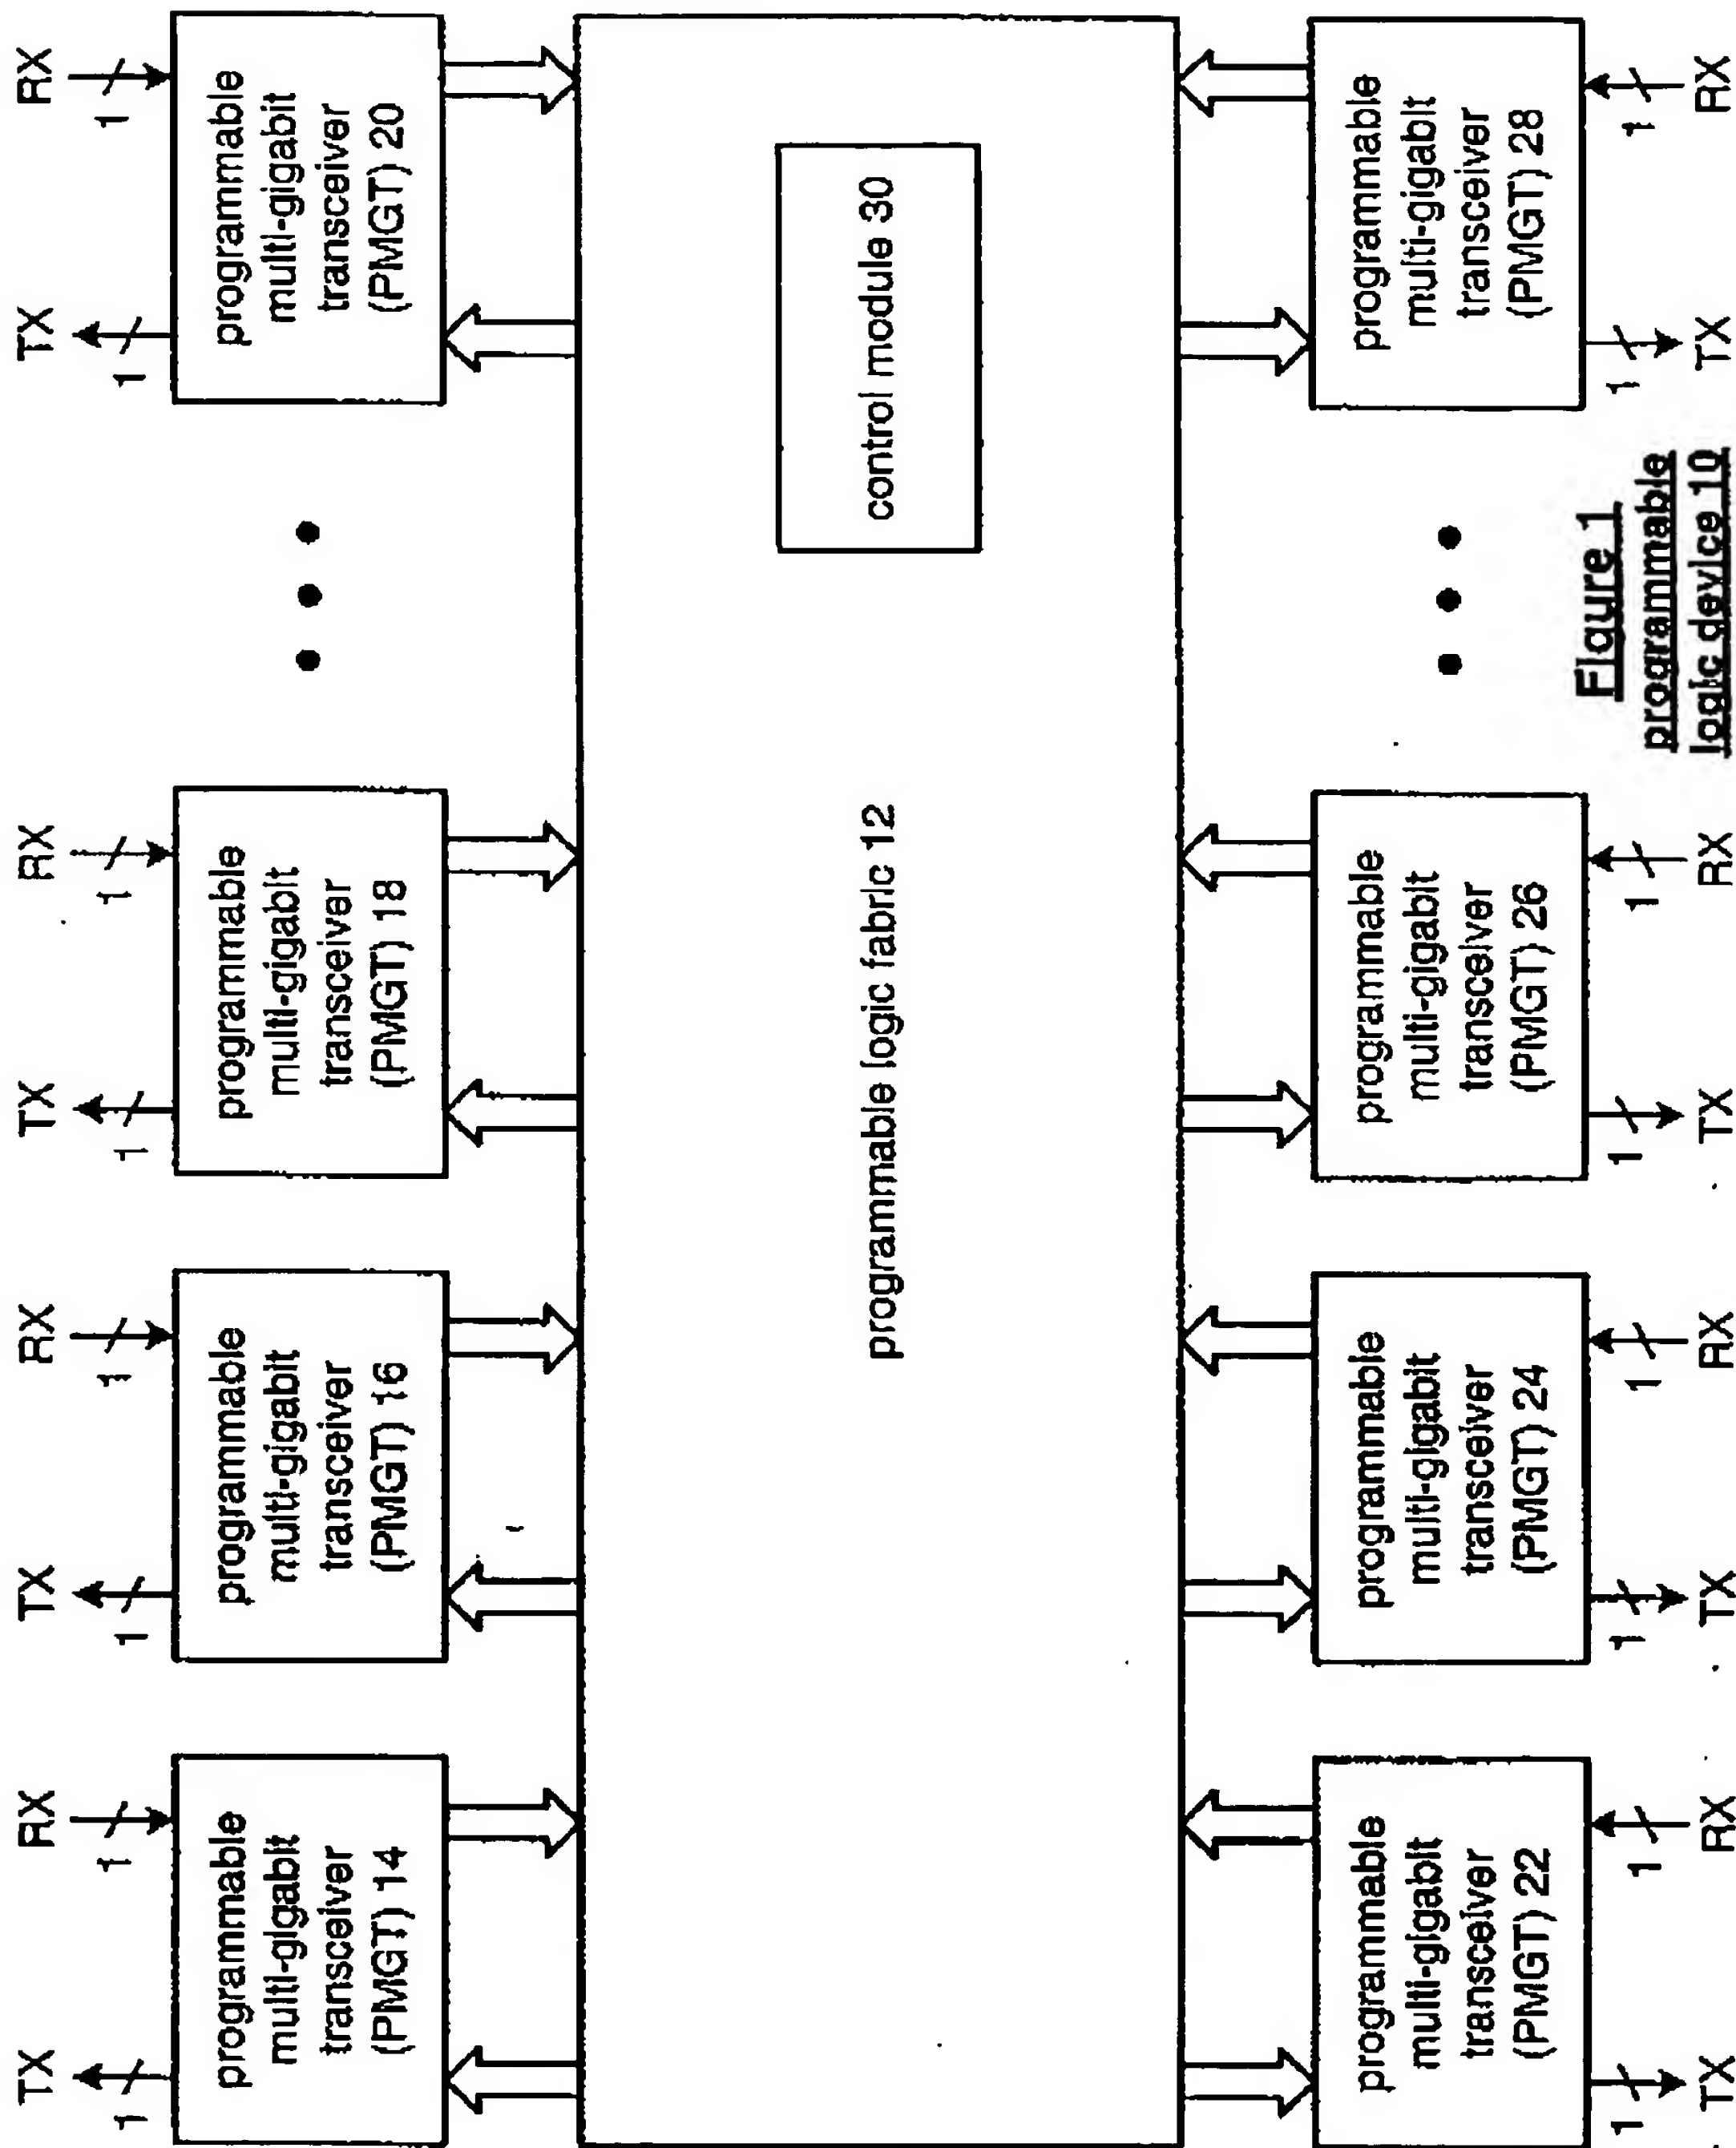 TX RX TX RX TX RX TX RX
1 1 1 1 1 1 1 1
programmable
multi-gigabit
transceiver
(PMGT) 14
programmable
multi-gigabit
transceiver
(PMGT) 16
programmable
multi-gigabit
transceiver
(PMGT) 18
programmable
multi-gigabit
transceiver
(PMGT) 20
programmable logic fabric 12
control module 30
programmable
multi-gigabit
transceiver
(PMGT) 22
programmable
multi-gigabit
transceiver
(PMGT) 24
programmable
multi-gigabit
transceiver
(PMGT) 26
programmable
multi-gigabit
transceiver
(PMGT) 28
1 1 1 1 1 1 1 1
TX RX TX RX TX RX TX RX
Figure 1
programmable
logic device 10